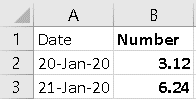 A B
1 Date Number
2 20-Jan-20 3.12
3 21-Jan-20 6.24